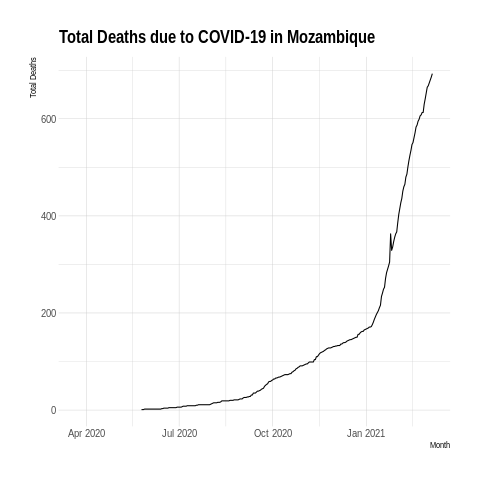 Total Deaths due to COVID-19 in Mozambique
Total Deaths
600
400
200
0
Apr 2020 Jul 2020 Oct 2020 Jan 2021
Month